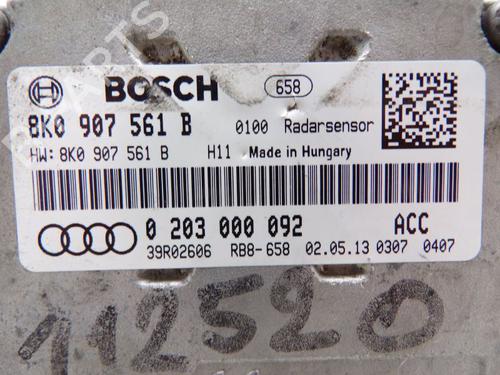 BOSCH 658
8K0 907 561 B 0100 Radarsensor
HW: 8K0 907 561 B H11 Made in Hungary
0 203 000 092 ACC
39R02606 RB8-658 02.05.13 0307 0407
112520